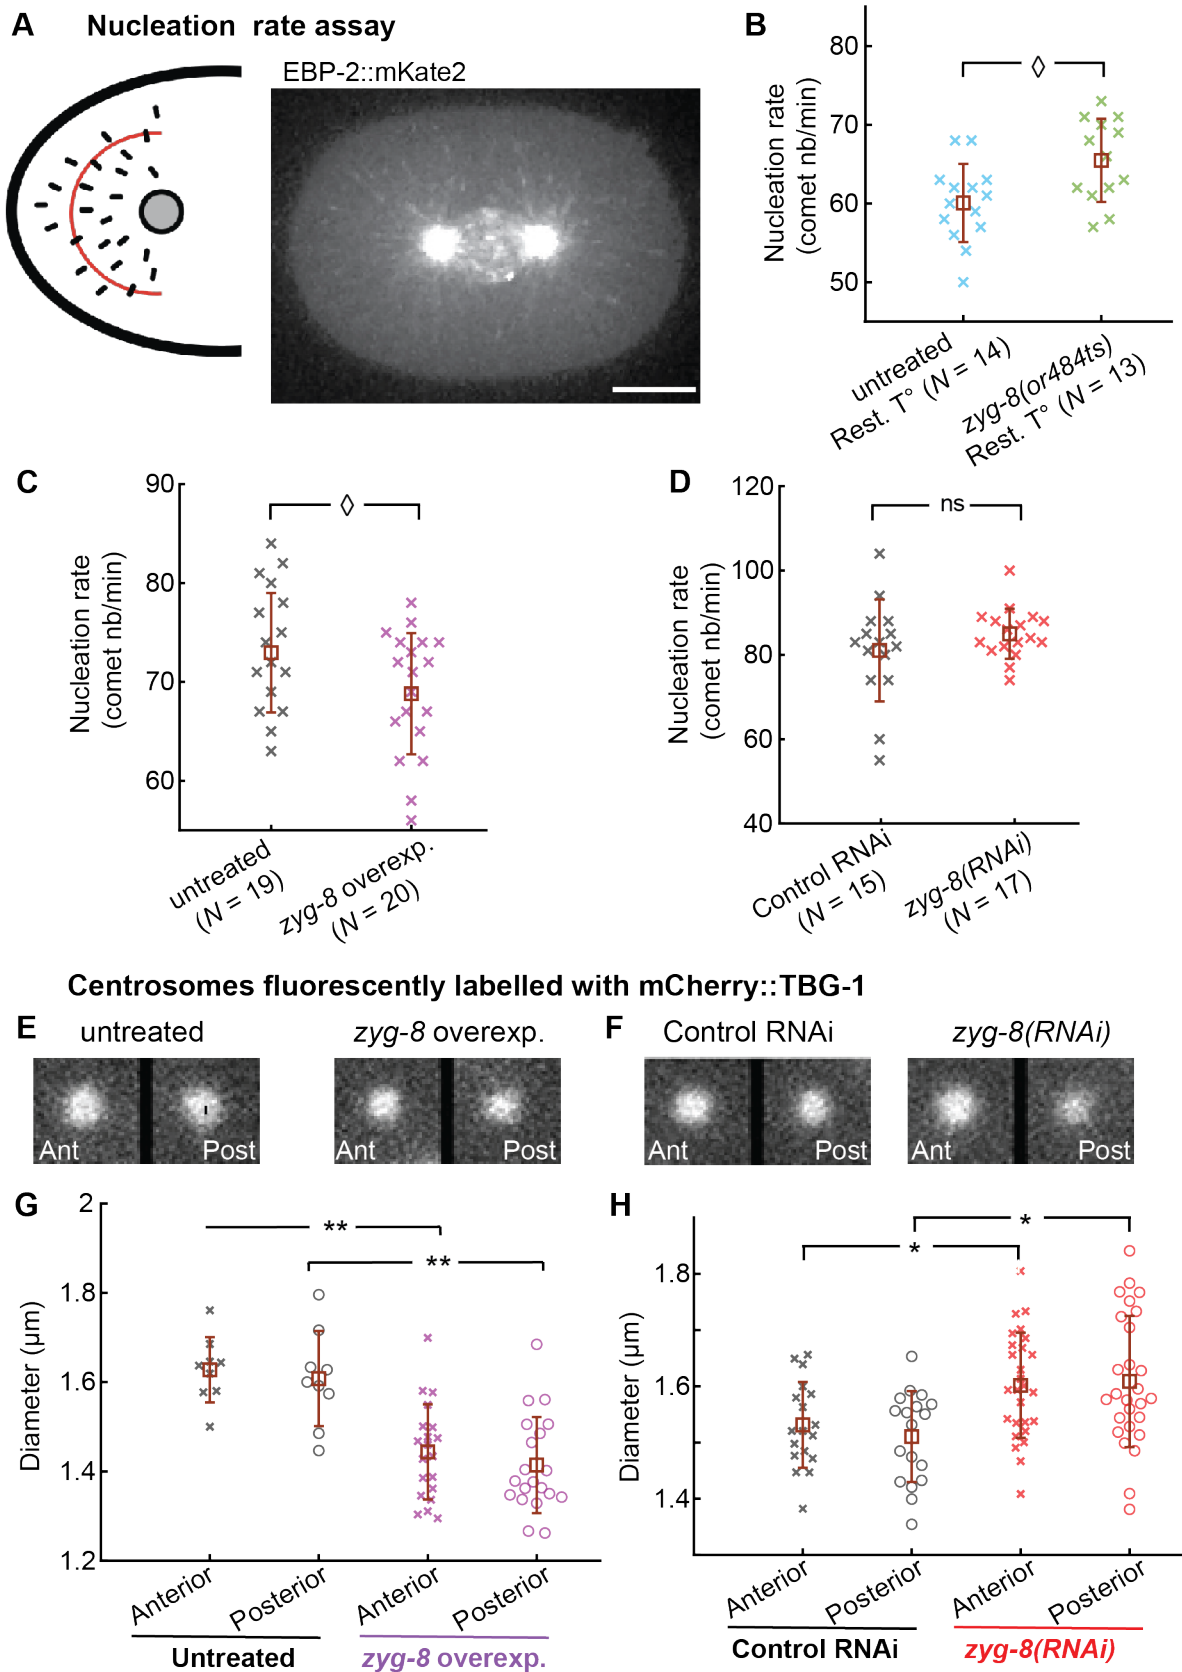 A Nucleation rate assay
EBP-2::mKate2
B
Nucleation rate
(comet nb/min)
80
70
60
50
◊
untreated
Rest. T° (N = 14)
zyg-8(or484ts)
Rest. T° (N = 13)
C
Nucleation rate
(comet nb/min)
90
80
70
60
◊
untreated
(N = 19)
zyg-8 overexp.
(N = 20)
D
Nucleation rate
(comet nb/min)
120
100
80
60
40
ns
Control RNAi
(N = 15)
zyg-8(RNAi)
(N = 17)
Centrosomes fluorescently labelled with mCherry::TBG-1
E
untreated
zyg-8 overexp.
Ant
Post
Ant
Post
F
Control RNAi
zyg-8(RNAi)
Ant
Post
Ant
Post
G
Diameter (µm)
2
1.8
1.6
1.4
1.2
**
**
Anterior
Posterior
Anterior
Posterior
Untreated
zyg-8 overexp.
H
Diameter (µm)
1.8
1.6
1.4
*
*
Anterior
Posterior
Anterior
Posterior
Control RNAi
zyg-8(RNAi)